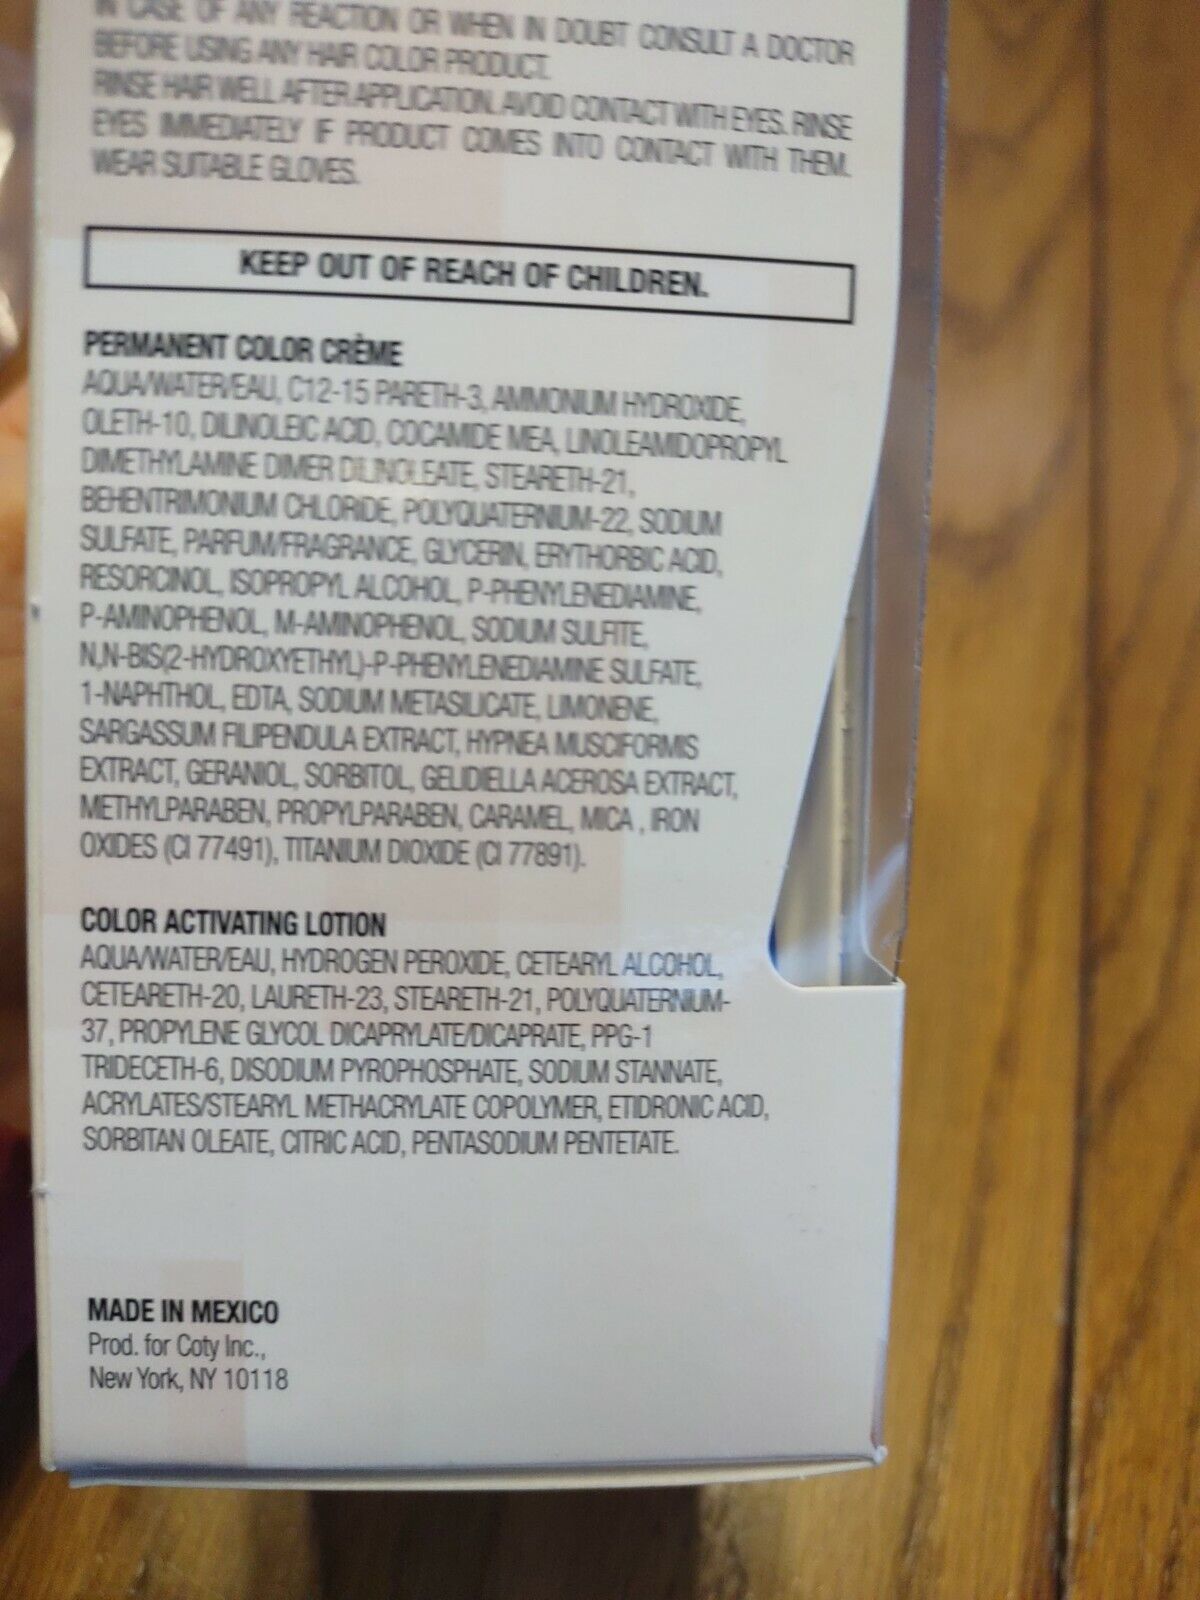 IN CASE OF ANY REACTION OR WHEN IN DOUBT CONSULT A DOCTOR
BEFORE USING ANY HAIR COLOR PRODUCT.
RINSE HAIR WELL AFTER APPLICATION. AVOID CONTACT WITH EYES. RINSE
EYES IMMEDIATELY IF PRODUCT COMES INTO CONTACT WITH THEM.
WEAR SUITABLE GLOVES.
KEEP OUT OF REACH OF CHILDREN.
PERMANENT COLOR CRÈME
AQUA/WATER/EAU, C12-15 PARETH-3, AMMONIUM HYDROXIDE,
OLETH-10, DILINOLEIC ACID, COCAMIDE MEA, LINOLEAMIDOPROPYL
DIMETHYLAMINE DIMER DILINOLEATE, STEARETH-21,
BEHENTRIMONIUM CHLORIDE, POLYQUATERNIUM-22, SODIUM
SULFATE, PARFUM/FRAGRANCE, GLYCERIN, ERYTHORBIC ACID,
RESORCINOL, ISOPROPYL ALCOHOL, P-PHENYLENEDIAMINE,
P-AMINOPHENOL, M-AMINOPHENOL, SODIUM SULFITE,
N,N-BIS(2-HYDROXYETHYL)-P-PHENYLENEDIAMINE SULFATE,
1-NAPHTHOL, EDTA, SODIUM METASILICATE, LIMONENE,
SARGASSUM FILIPENDULA EXTRACT, HYPNEA MUSCIFORMIS
EXTRACT, GERANIOL, SORBITOL, GELIDIELLA ACEROSA EXTRACT,
METHYLPARABEN, PROPYLPARABEN, CARAMEL, MICA , IRON
OXIDES (CI 77491), TITANIUM DIOXIDE (CI 77891).
COLOR ACTIVATING LOTION
AQUA/WATER/EAU, HYDROGEN PEROXIDE, CETEARYL ALCOHOL,
CETEARETH-20, LAURETH-23, STEARETH-21, POLYQUATERNIUM-
37, PROPYLENE GLYCOL DICAPRYLATE/DICAPRATE, PPG-1
TRIDECETH-6, DISODIUM PYROPHOSPHATE, SODIUM STANNATE,
ACRYLATES/STEARYL METHACRYLATE COPOLYMER, ETIDRONIC ACID,
SORBITAN OLEATE, CITRIC ACID, PENTASODIUM PENTETATE.
MADE IN MEXICO
Prod. for Coty Inc.,
New York, NY 10118